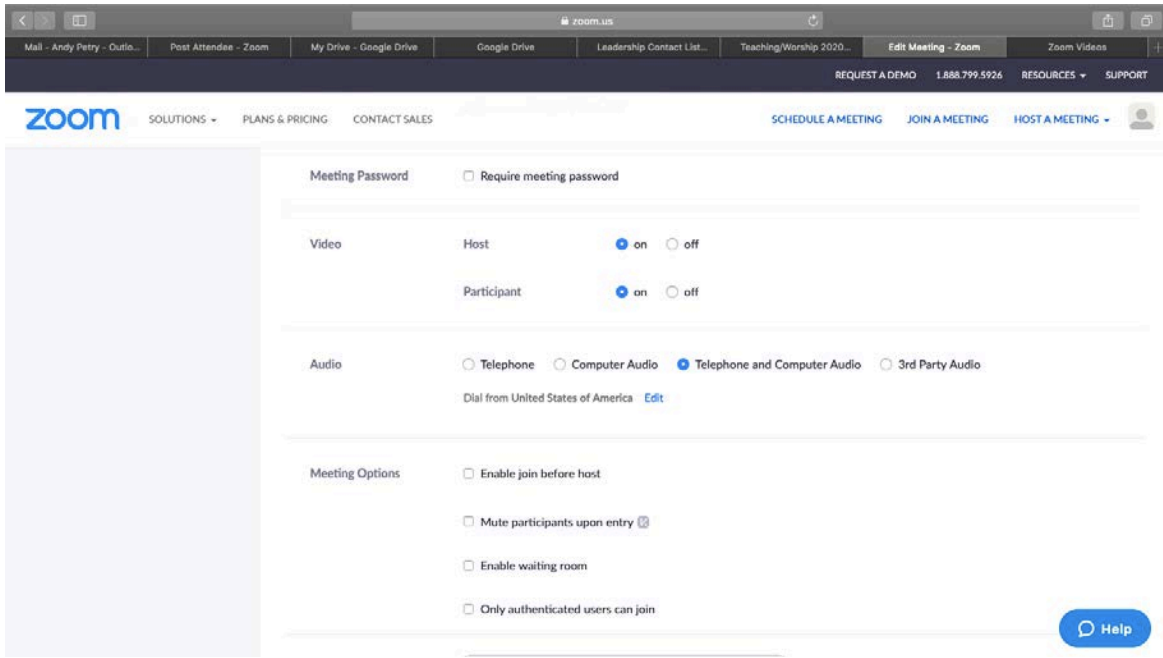 zoom.us
Mail - Andy Petry - Outlo... Post Attendee - Zoom My Drive - Google Drive Google Drive Leadership Contact List... Teaching/Worship 2020... Edit Meeting - Zoom Zoom Videos
REQUEST A DEMO 1.888.799.5926 RESOURCES SUPPORT
zoom SOLUTIONS PLANS & PRICING CONTACT SALES SCHEDULE A MEETING JOIN A MEETING HOST A MEETING
Meeting Password Require meeting password
Video Host on off
Participant on off
Audio Telephone Computer Audio Telephone and Computer Audio 3rd Party Audio
Dial from United States of America Edit
Meeting Options Enable join before host
Mute participants upon entry
Enable waiting room
Only authenticated users can join
Help